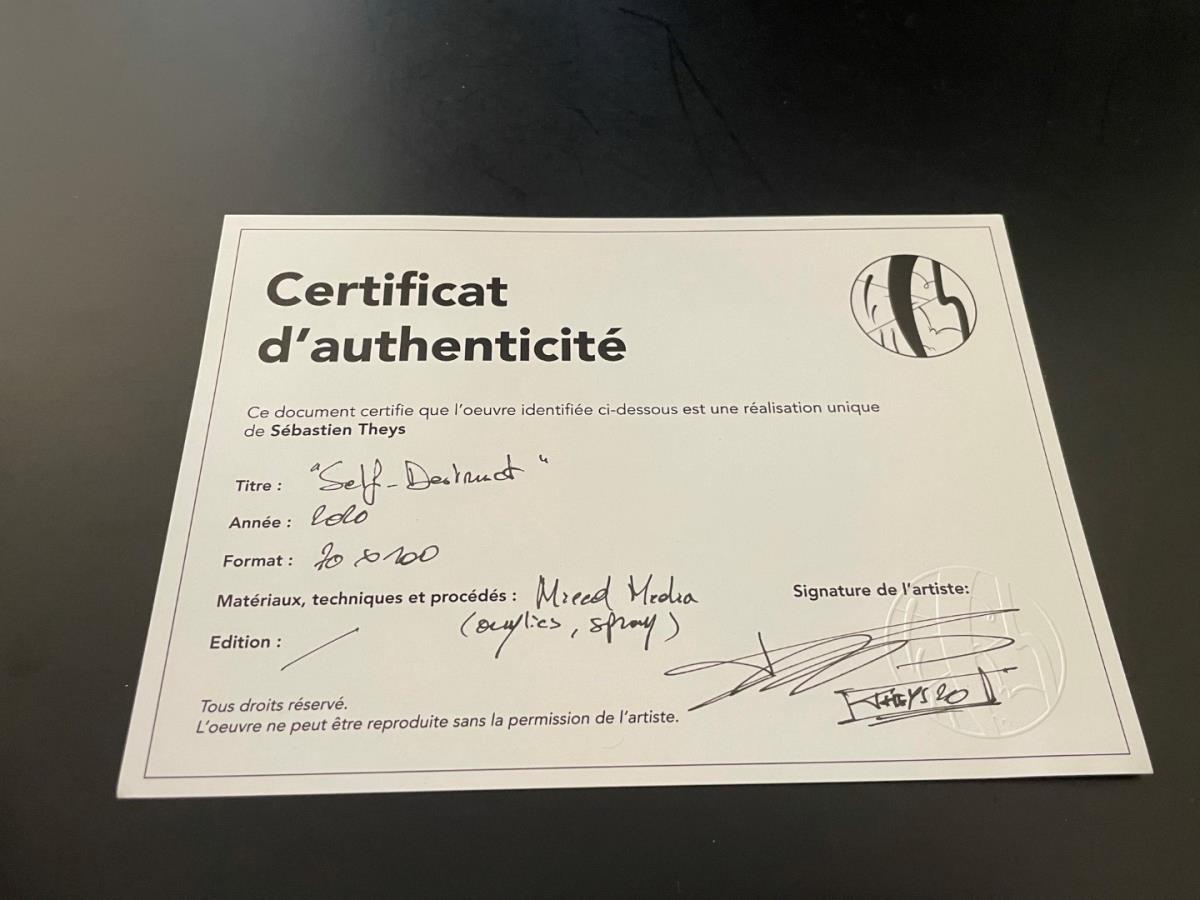 Certificat
d'authenticité
Ce document certifie que l'oeuvre identifiée ci-dessous est une réalisation unique
de Sébastien Theys
Titre : "Self-Destruct"
Année : 2020
Format : 70 x 100
Matériaux, techniques et procédés : Mixed Media
(acrylics, spray)
Edition : /
Signature de l'artiste:
THEYS 20
Tous droits réservé.
L'oeuvre ne peut être reproduite sans la permission de l'artiste.